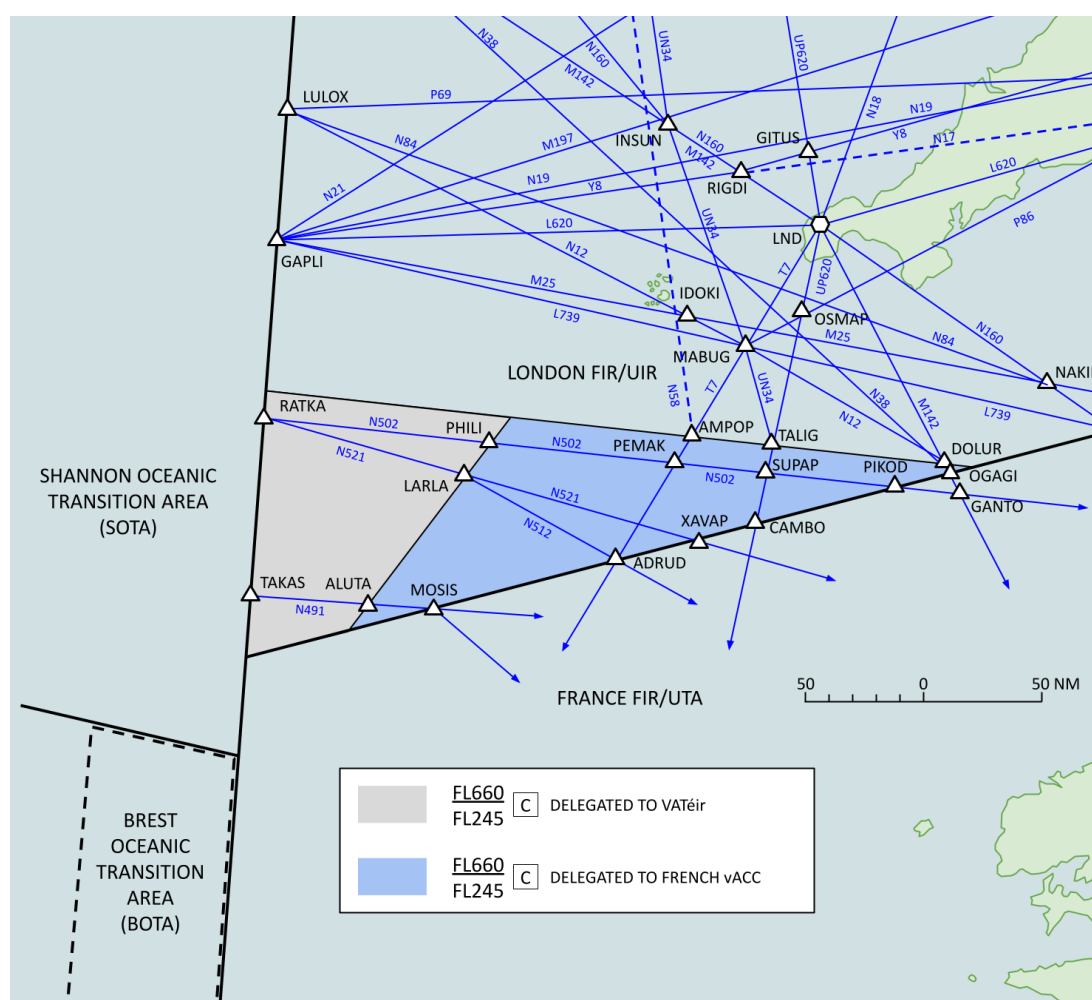 N38
N160
M142
UN34
UP620
LULOX
P69
N18
N19
N84
M197
INSUN
N160
M142
GITUS
Y8
N17
RIGDI
N21
N19
Y8
UN34
L620
L620
P86
GAPLI
LND
N12
T7
UP620
M25
IDOKI
L739
OSMAP
MABUG
M25
N84
N160
LONDON FIR/UIR
N58
T7
UN34
N38
M142
NAKI
RATKA
N502
PHILI
N502
PEMAK
AMPOP
TALIG
N12
L739
DOLUR
N521
LARLA
SUPAP
N502
PIKOD
OGAGI
GANTO
SHANNON OCEANIC
TRANSITION AREA
(SOTA)
N521
N512
XAVAP
CAMBO
ADRUD
TAKAS
ALUTA
MOSIS
N491
FRANCE FIR/UTA
50 0 50 NM
BREST
OCEANIC
TRANSITION
AREA
(BOTA)
FL660
FL245
C DELEGATED TO VATéir
FL660
FL245
C DELEGATED TO FRENCH vACC